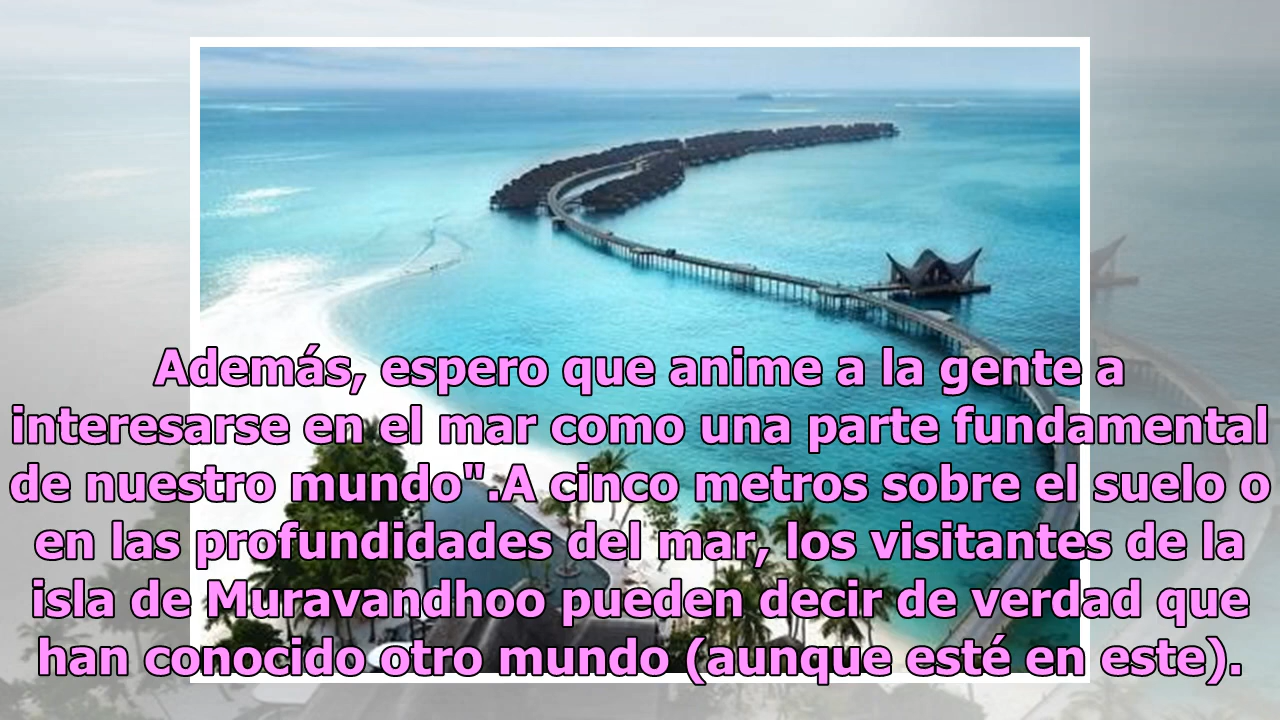 Además, espero que anime a la gente a
interesarse en el mar como una parte fundamental
de nuestro mundo".A cinco metros sobre el suelo o
en las profundidades del mar, los visitantes de la
isla de Muravandhoo pueden decir de verdad que
han conocido otro mundo (aunque esté en este).